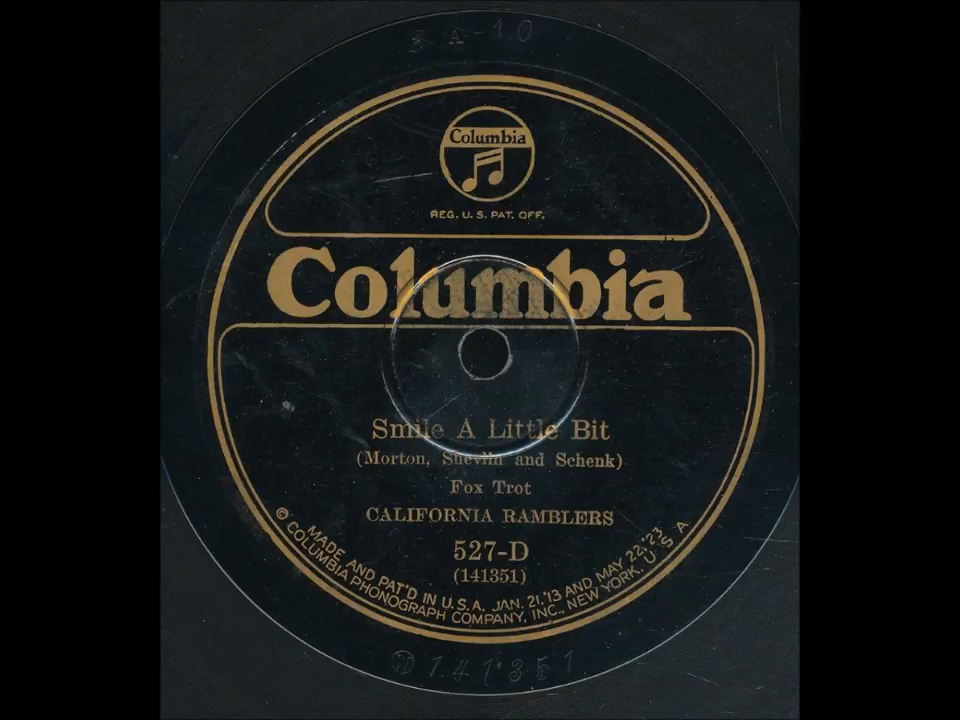 2-A-10
Columbia
REG. U. S. PAT. OFF.
Columbia
Smile A Little Bit
(Morton, Shevlin and Schenk)
Fox Trot
CALIFORNIA RAMBLERS
527-D
(141351)
MADE AND PAT'D IN U.S.A. JAN. 21,'13 AND MAY 22,'23
© COLUMBIA PHONOGRAPH COMPANY, INC., NEW YORK, U. S. A
W 141351